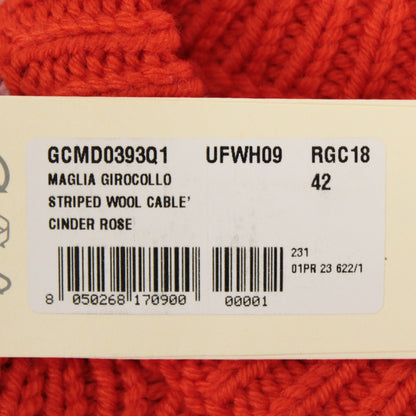 GCMD0393Q1 UFWH09 RGC18
MAGLIA GIROCOLLO 42
STRIPED WOOL CABLE'
CINDER ROSE
231
01PR 23 622/1
8 050268 170900 00001